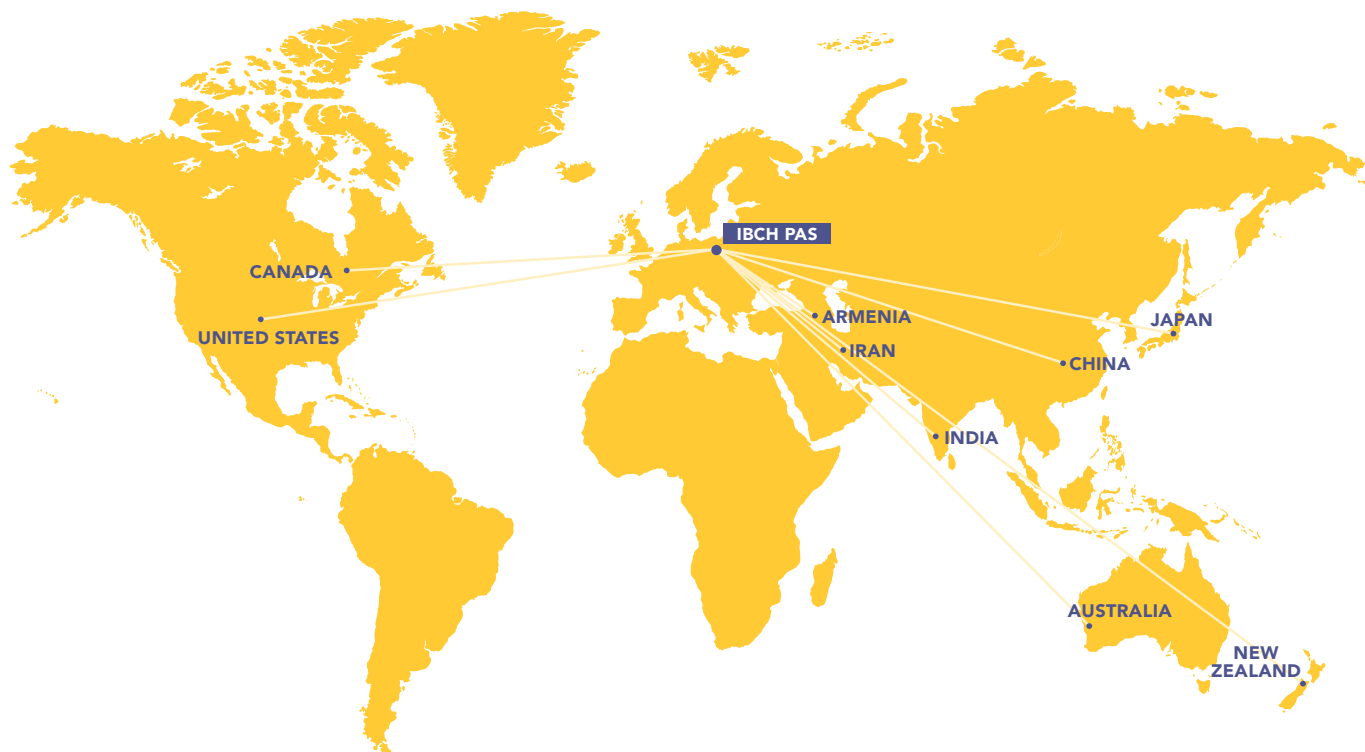 IBCH PAS
CANADA
UNITED STATES
ARMENIA
JAPAN
IRAN
CHINA
INDIA
AUSTRALIA
NEW
ZEALAND